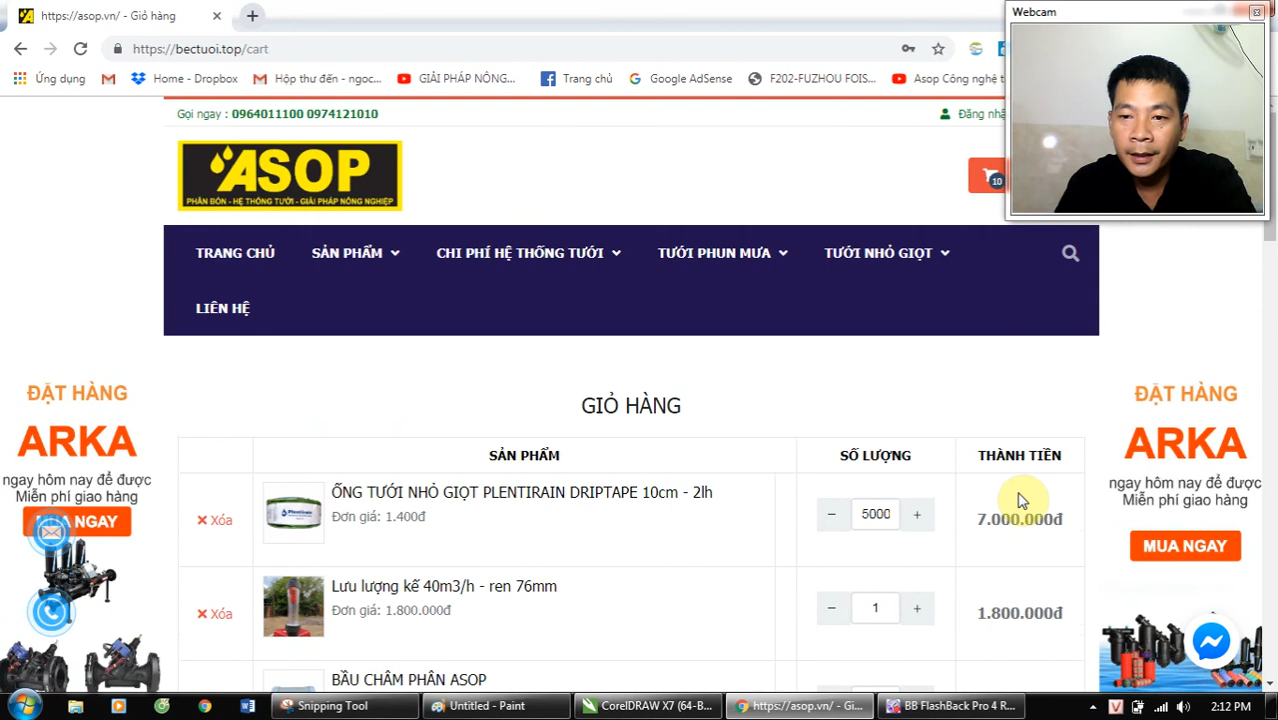 https://asop.vn/ - Giỏ hàng
Webcam
https://bectuoi.top/cart
Ứng dụng
Home - Dropbox
Hộp thư đến - ngoc...
GIẢI PHÁP NÔNG...
Trang chủ
Google AdSense
F202-FUZHOU FOIS...
Asop Công nghệ t
Gọi ngay : 0964011100 0974121010
Đăng nhậ
ASOP
PHÂN BÓN - HỆ THỐNG TƯỚI - GIẢI PHÁP NÔNG NGHIỆP
10
TRANG CHỦ
SẢN PHẨM
CHI PHÍ HỆ THỐNG TƯỚI
TƯỚI PHUN MƯA
TƯỚI NHỎ GIỌT
LIÊN HỆ
ĐẶT HÀNG
ARKA
ngay hôm nay để được
Miễn phí giao hàng
MUA NGAY
GIỎ HÀNG
SẢN PHẨM
SỐ LƯỢNG
THÀNH TIỀN
Xóa
Plentirain
ỐNG TƯỚI NHỎ GIỌT PLENTIRAIN DRIPTAPE 10cm - 2lh
Đơn giá: 1.400đ
− 5000 +
7.000.000đ
Xóa
Lưu lượng kế 40m3/h - ren 76mm
Đơn giá: 1.800.000đ
− 1 +
1.800.000đ
BẦU CHÂM PHÂN ASOP
ĐẶT HÀNG
ARKA
ngay hôm nay để được
Miễn phí giao hàng
MUA NGAY
Snipping Tool
Untitled - Paint
CorelDRAW X7 (64-B...
https://asop.vn/ - Gi...
BB FlashBack Pro 4 R...
2:12 PM